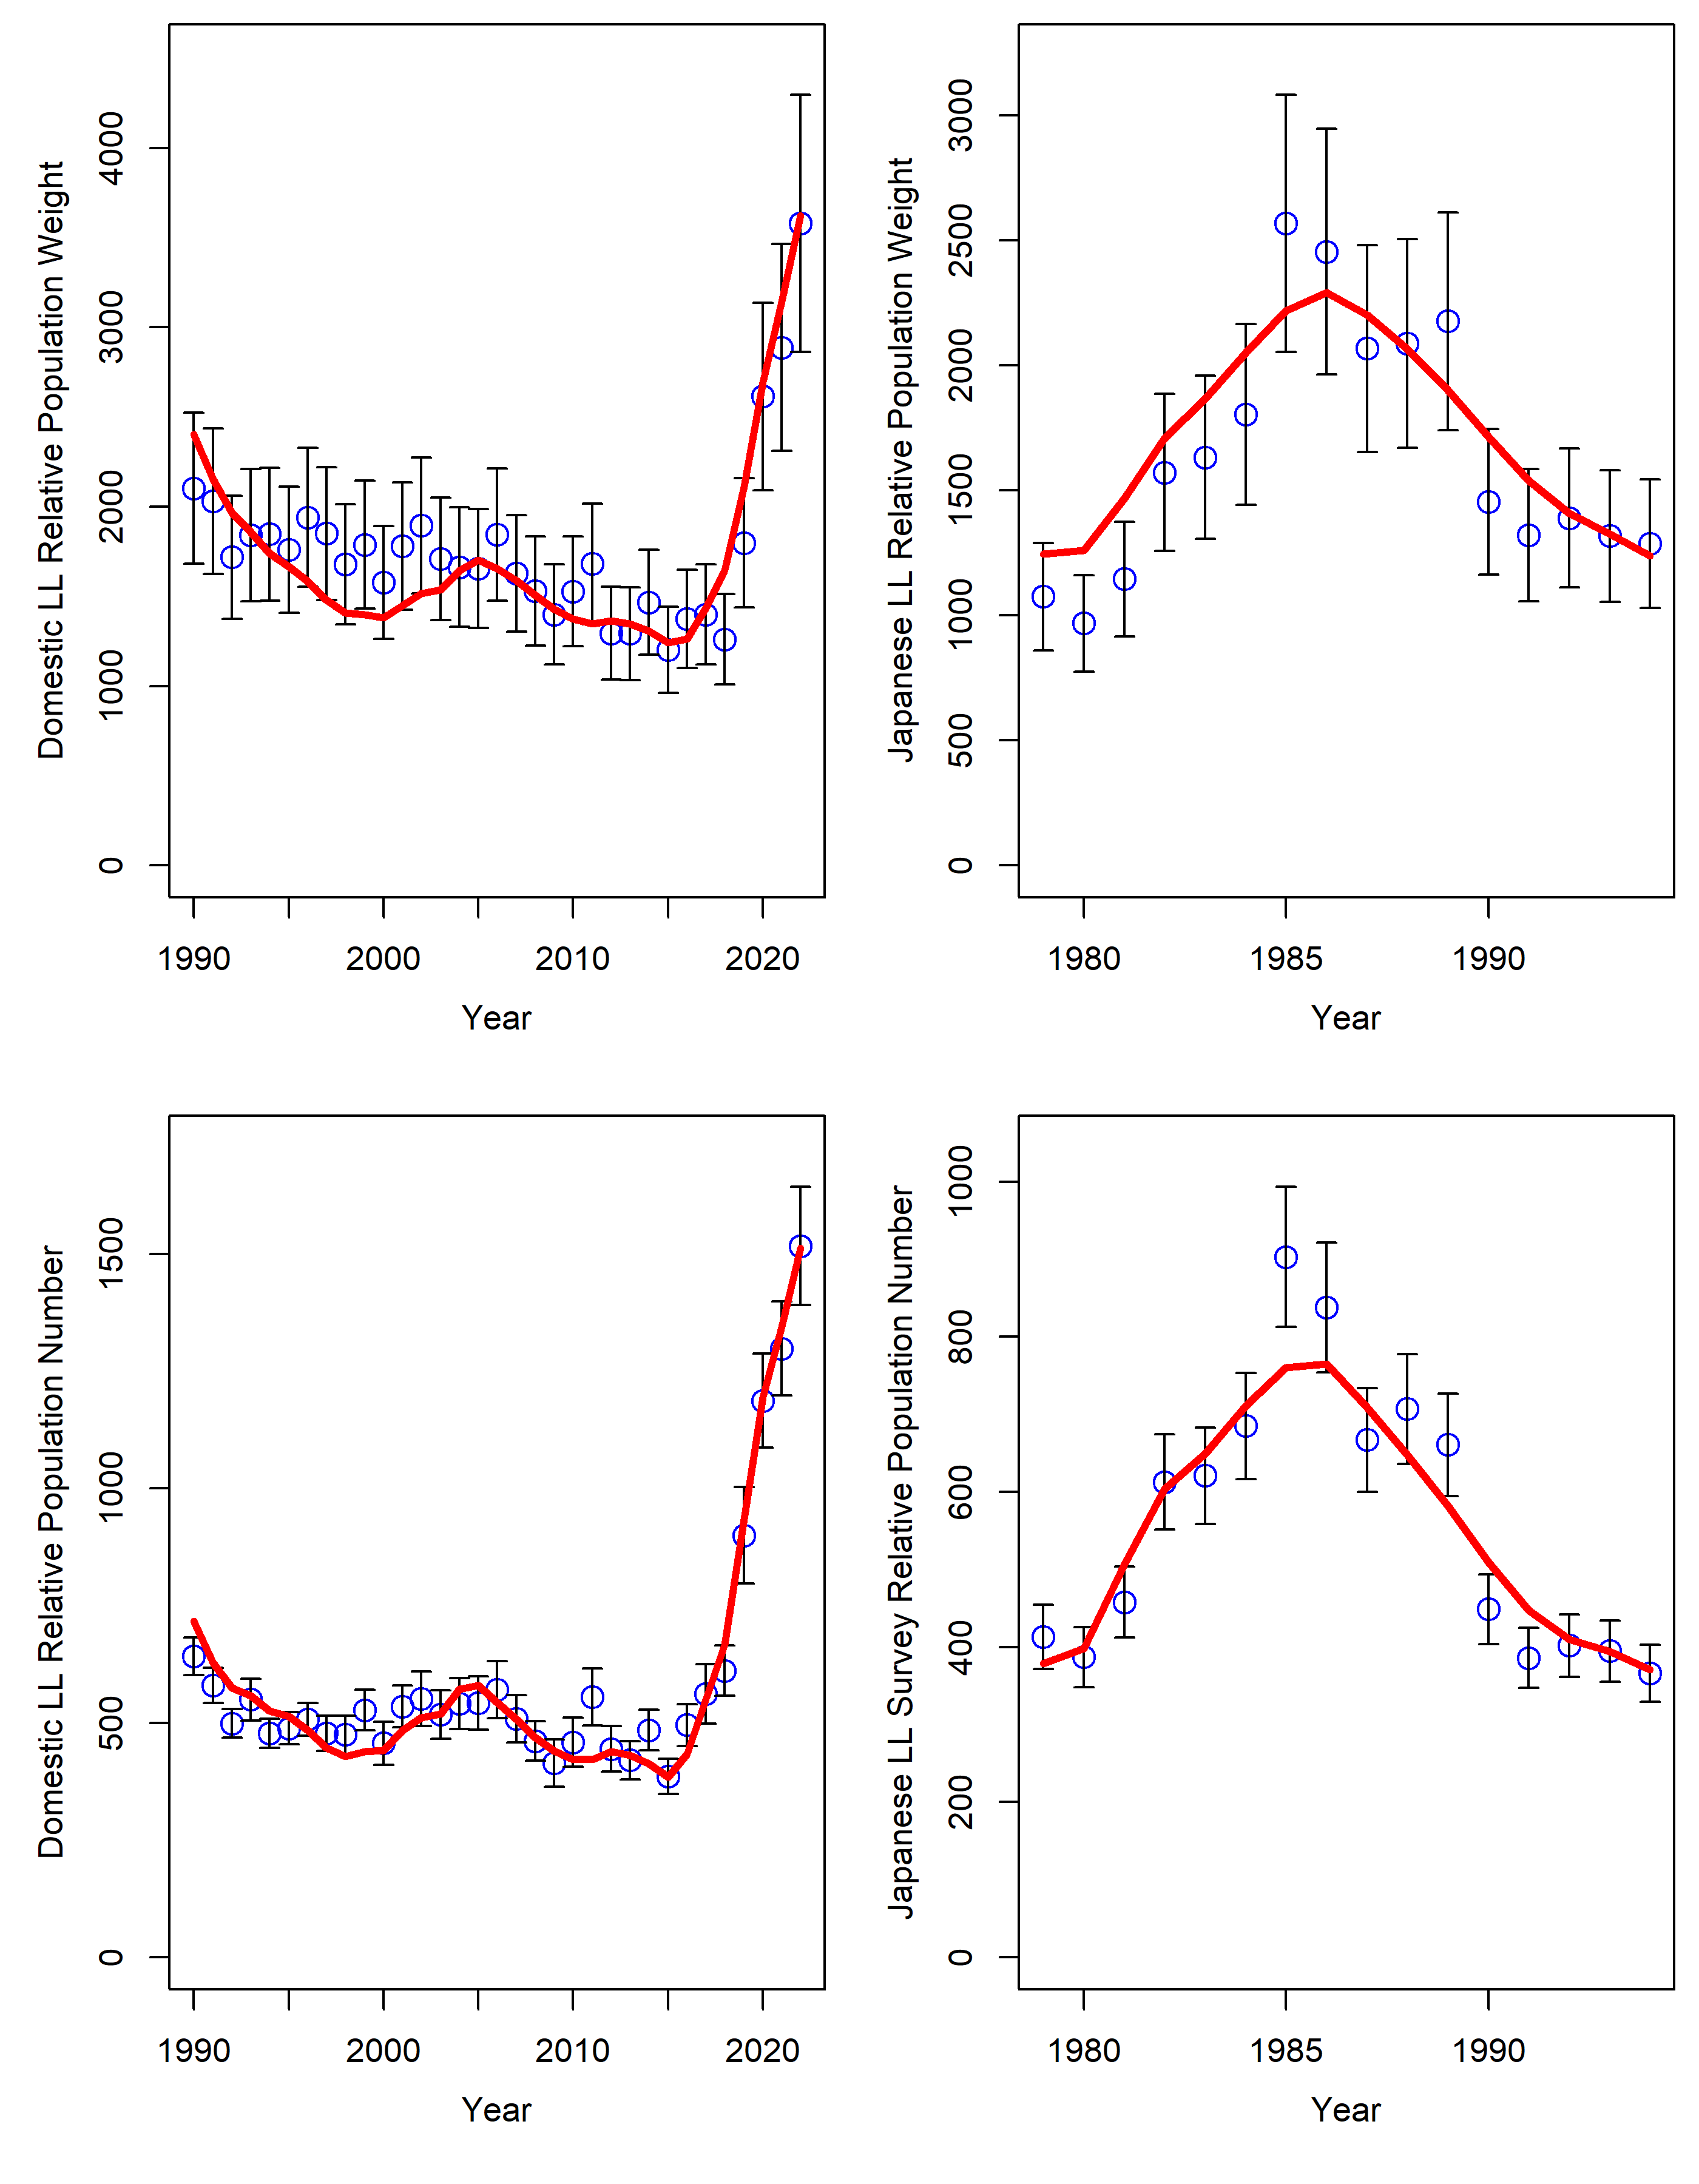 Domestic LL Relative Population Weight
0 1000 2000 3000 4000
1990 2000 2010 2020
Year
Japanese LL Relative Population Weight
0 500 1000 1500 2000 2500 3000
1980 1985 1990
Year
Domestic LL Relative Population Number
0 500 1000 1500
1990 2000 2010 2020
Year
Japanese LL Survey Relative Population Number
0 200 400 600 800 1000
1980 1985 1990
Year